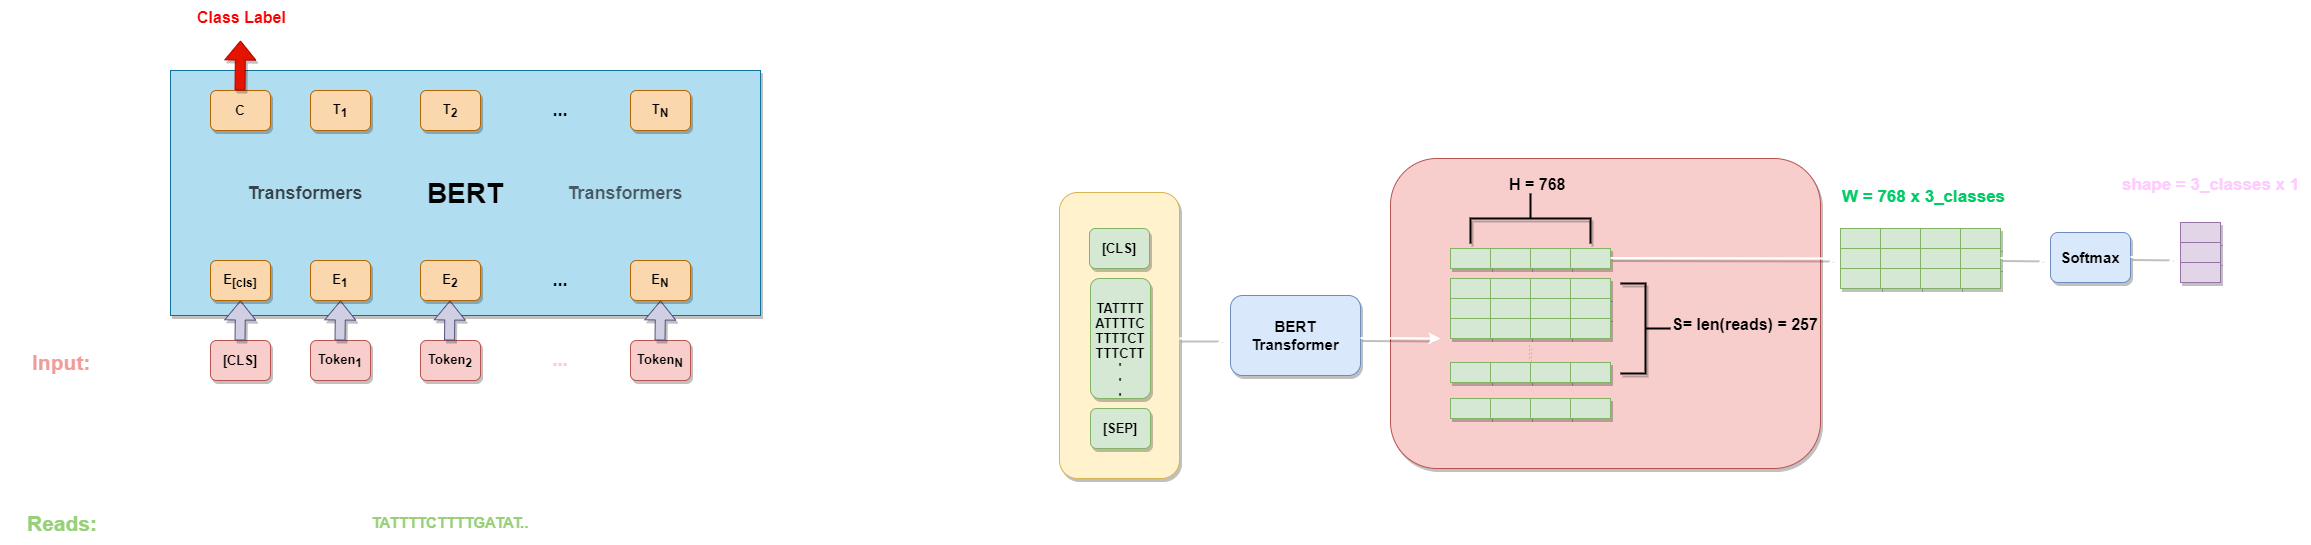 Class Label
C
T1
T2
...
TN
Transformers
BERT
Transformers
E[cls]
E1
E2
...
EN
Input:
[CLS]
Token1
Token2
...
TokenN
Reads:
TATTTTCTTTTGATAT..
[CLS]
TATTTT
ATTTTC
TTTTCT
TTTCTT
.
.
.
[SEP]
BERT
Transformer
H = 768
S= len(reads) = 257
W = 768 x 3_classes
Softmax
shape = 3_classes x 1